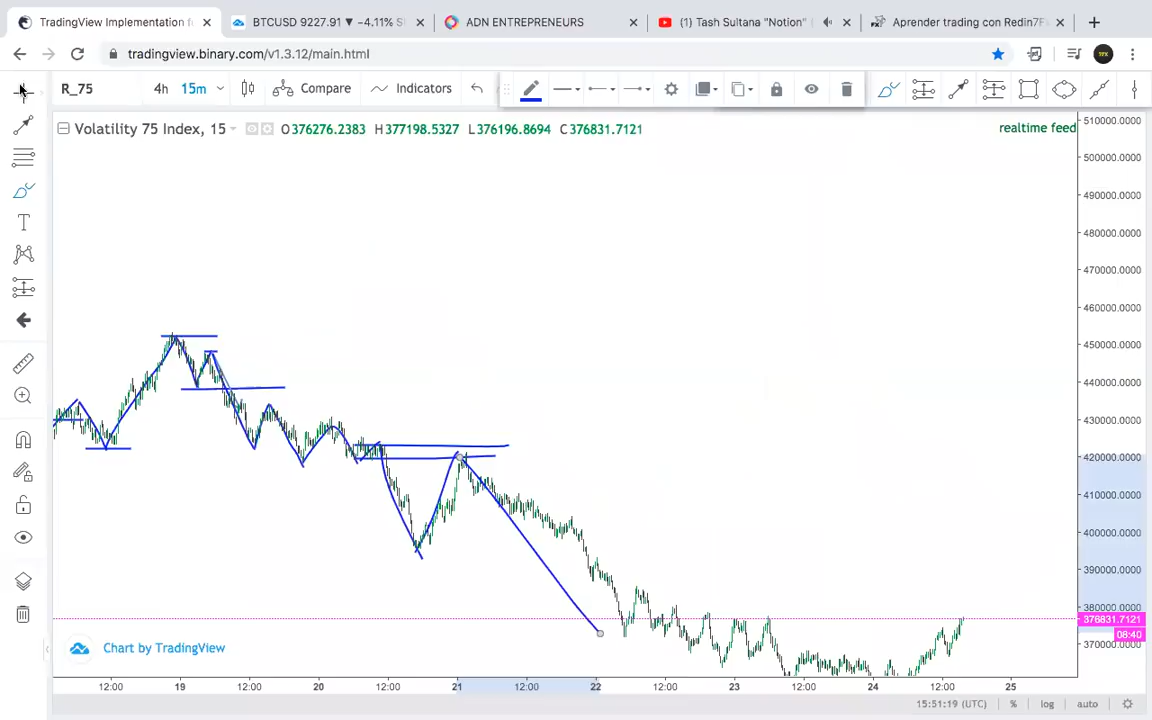 TradingView Implementation f
BTCUSD 9227.91 ▼ −4.11%
ADN ENTREPRENEURS
(1) Tash Sultana "Notion"
Aprender trading con Redin7F
tradingview.binary.com/v1.3.12/main.html
R_75
4h
15m
Compare
Indicators
Volatility 75 Index, 15
O376276.2383 H377198.5327 L376196.8694 C376831.7121
realtime feed
510000.0000
500000.0000
490000.0000
480000.0000
470000.0000
460000.0000
450000.0000
440000.0000
430000.0000
420000.0000
410000.0000
400000.0000
390000.0000
380000.0000
376831.7121
08:40
370000.0000
Chart by TradingView
12:00 19 12:00 20 12:00 21 12:00 22 12:00 23 12:00 24 12:00 25
15:51:19 (UTC) % log auto